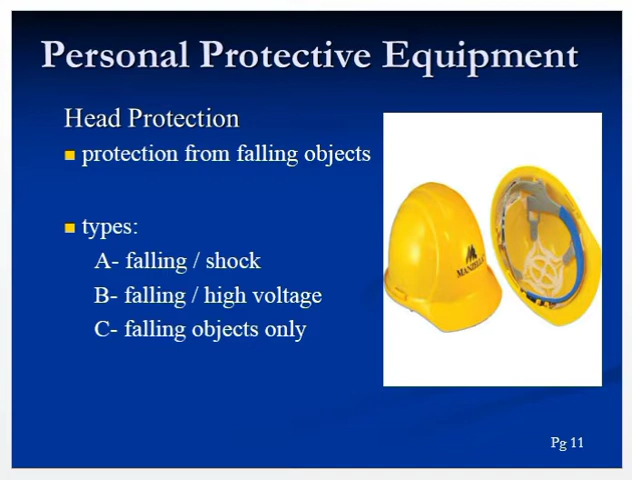 Personal Protective Equipment
Head Protection
protection from falling objects
types:
A- falling / shock
B- falling / high voltage
C- falling objects only
Pg 11